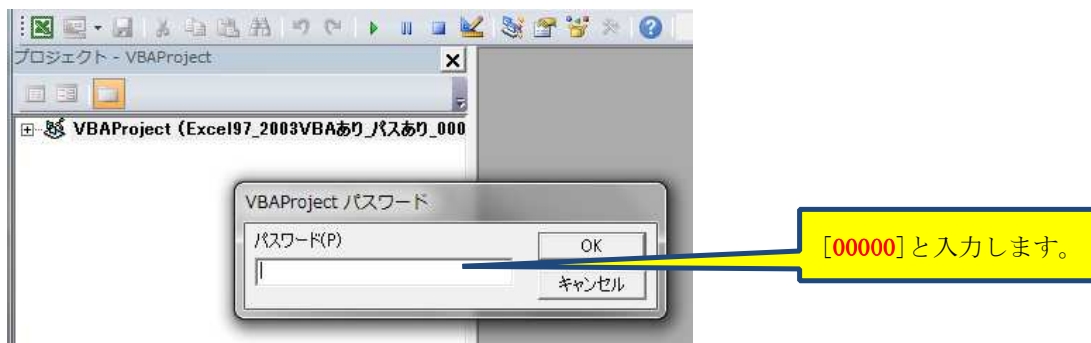 プロジェクト - VBAProject
VBAProject (Excel97_2003VBAあり_パスあり_000
VBAProject パスワード
パスワード(P)
OK
キャンセル
[00000]と入力します。